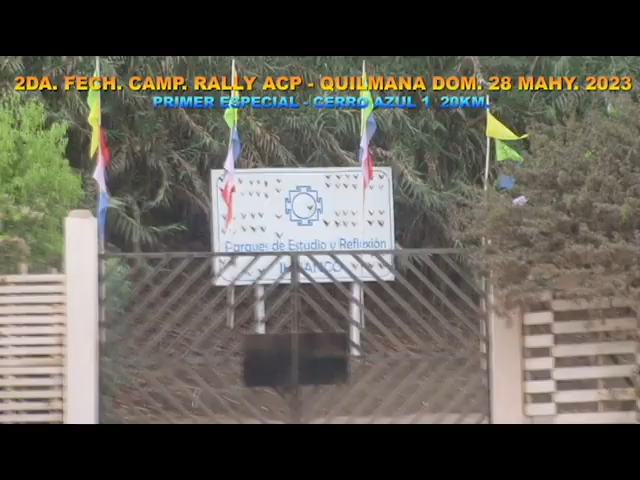 2DA. FECH. CAMP. RALLY ACP - QUILMANA DOM. 28 MAHY. 2023
PRIMER ESPECIAL - CERRO AZUL 1 20KM.
Parques de Estudio y Reflexión